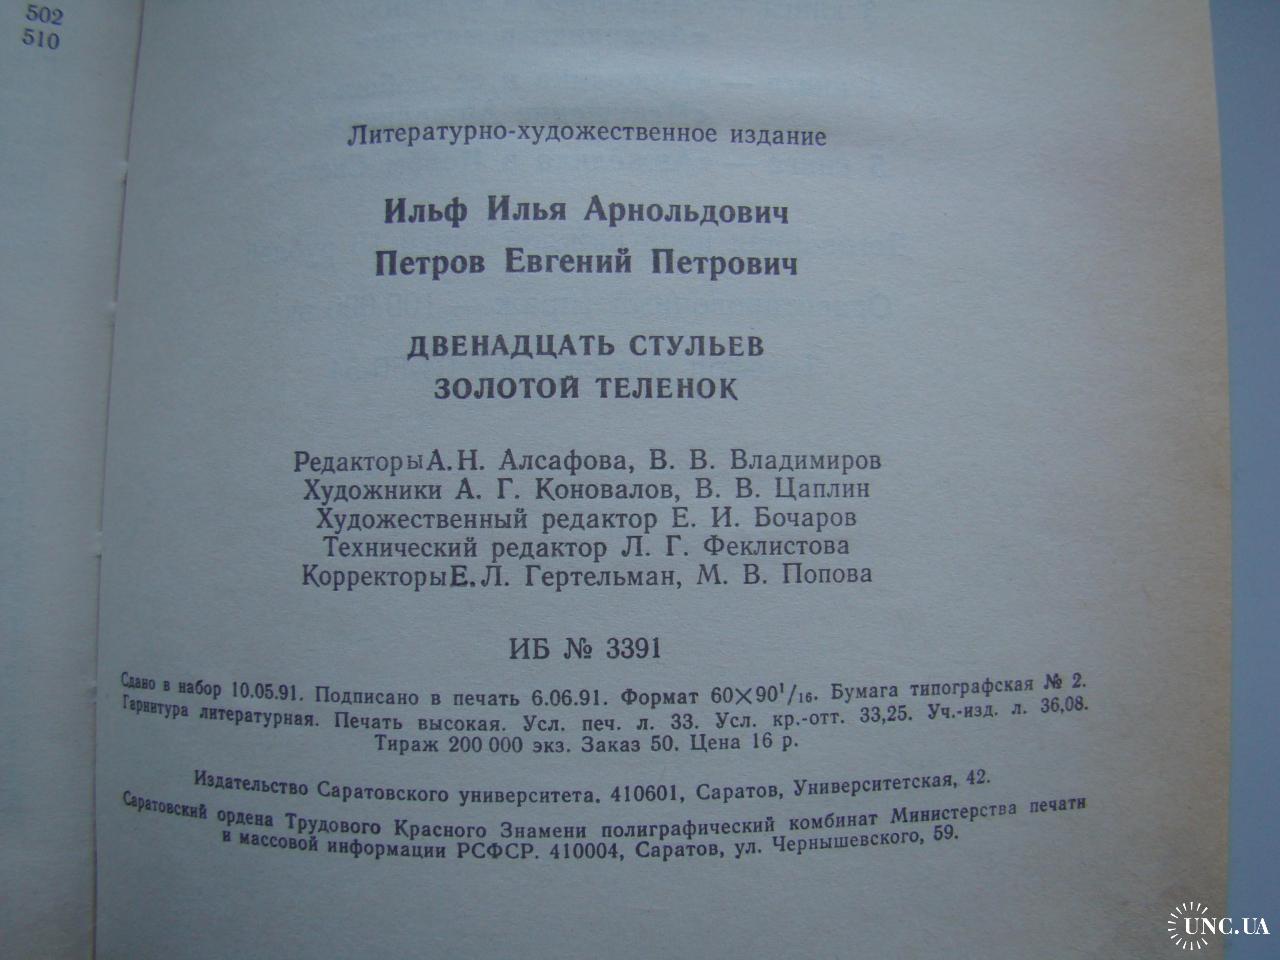 502
510
Литературно-художественное издание
Ильф Илья Арнольдович
Петров Евгений Петрович
ДВЕНАДЦАТЬ СТУЛЬЕВ
ЗОЛОТОЙ ТЕЛЕНОК
Редакторы А. Н. Алсафова, В. В. Владимиров
Художники А. Г. Коновалов, В. В. Цаплин
Художественный редактор Е. И. Бочаров
Технический редактор Л. Г. Феклистова
Корректоры Е. Л. Гертельман, М. В. Попова
ИБ № 3391
Сдано в набор 10.05.91. Подписано в печать 6.06.91. Формат 60×90¹/₁₆. Бумага типографская № 2.
Гарнитура литературная. Печать высокая. Усл. печ. л. 33. Усл. кр.-отт. 33,25. Уч.-изд. л. 36,08.
Тираж 200 000 экз. Заказ 50. Цена 16 р.
Издательство Саратовского университета. 410601, Саратов, Университетская, 42.
Саратовский ордена Трудового Красного Знамени полиграфический комбинат Министерства печати
и массовой информации РСФСР. 410004, Саратов, ул. Чернышевского, 59.
UNC.UA